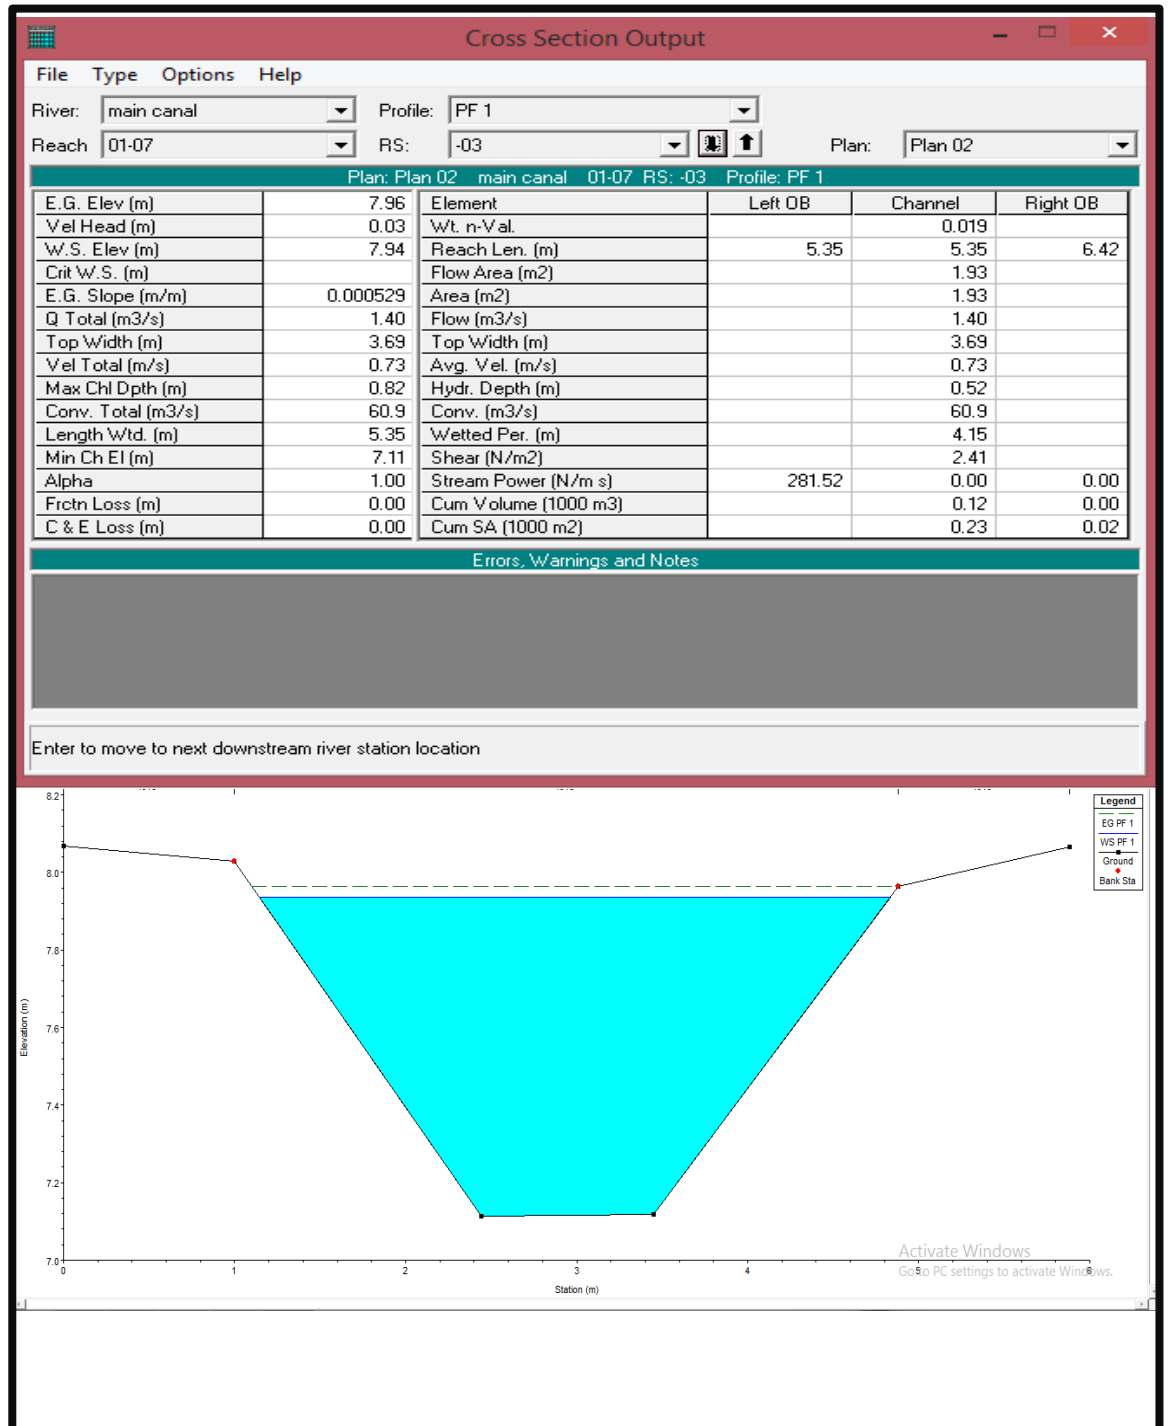 Cross Section Output
File Type Options Help
River: main canal Profile: PF 1
Reach 01-07 RS: -03 Plan: Plan 02
Plan: Plan 02 main canal 01-07 RS: -03 Profile: PF 1
E.G. Elev (m) 7.96 Element Left OB Channel Right OB
Vel Head (m) 0.03 Wt. n-Val. 0.019
W.S. Elev (m) 7.94 Reach Len. (m) 5.35 5.35 6.42
Crit W.S. (m) Flow Area (m2) 1.93
E.G. Slope (m/m) 0.000529 Area (m2) 1.93
Q Total (m3/s) 1.40 Flow (m3/s) 1.40
Top Width (m) 3.69 Top Width (m) 3.69
Vel Total (m/s) 0.73 Avg. Vel. (m/s) 0.73
Max Chl Dpth (m) 0.82 Hydr. Depth (m) 0.52
Conv. Total (m3/s) 60.9 Conv. (m3/s) 60.9
Length Wtd. (m) 5.35 Wetted Per. (m) 4.15
Min Ch El (m) 7.11 Shear (N/m2) 2.41
Alpha 1.00 Stream Power (N/m s) 281.52 0.00 0.00
Frctn Loss (m) 0.00 Cum Volume (1000 m3) 0.12 0.00
C & E Loss (m) 0.00 Cum SA (1000 m2) 0.23 0.02
Errors, Warnings and Notes
Enter to move to next downstream river station location
8.2
8.0
7.8
7.6
7.4
7.2
7.0
Elevation (m)
Legend
EG PF 1
WS PF 1
Ground
Bank Sta
Activate Windows
Go to PC settings to activate Windows.
0 1 2 3 4 5 6
Station (m)